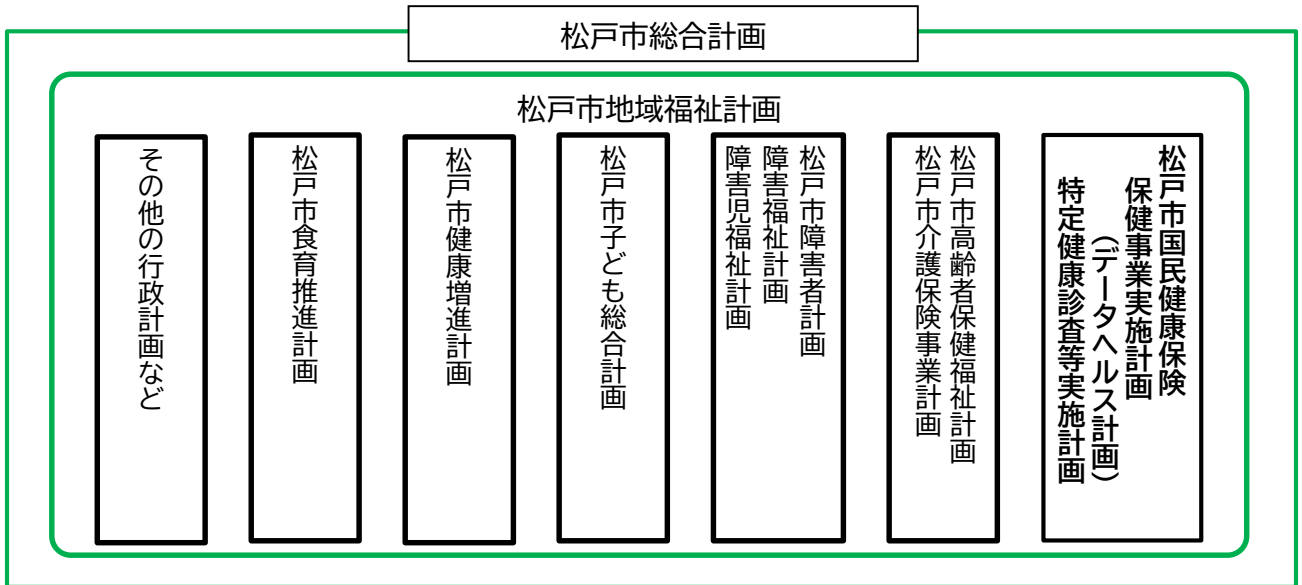 松戸市総合計画
松戸市地域福祉計画
松戸市国民健康保険
保健事業実施計画
（データヘルス計画）
特定健康診査等実施計画
松戸市高齢者保健福祉計画
松戸市介護保険事業計画
松戸市障害者計画
障害福祉計画
障害児福祉計画
松戸市子ども総合計画
松戸市健康増進計画
松戸市食育推進計画
その他の行政計画など